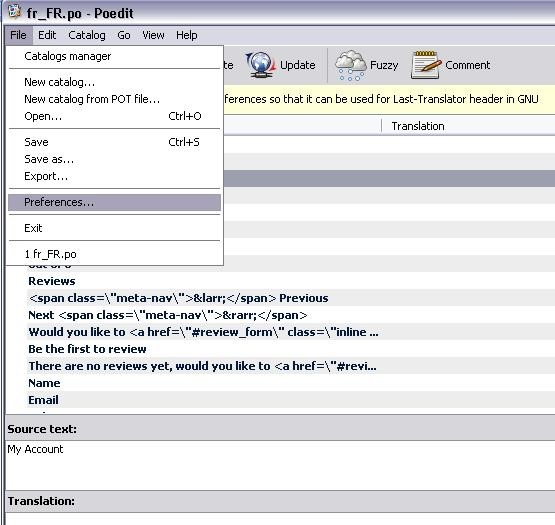 fr_FR.po - Poedit
File Edit Catalog Go View Help
Catalogs manager
New catalog...
New catalog from POT file...
Open... Ctrl+O
Save Ctrl+S
Save as...
Export...
Preferences...
Exit
1 fr_FR.po
Update Fuzzy Comment
ferences so that it can be used for Last-Translator header in GNU
Translation
Reviews
<span class=\"meta-nav\">&larr;</span> Previous
Next <span class=\"meta-nav\">&rarr;</span>
Would you like to <a href=\"#review_form\" class=\"inline ...
Be the first to review
There are no reviews yet, would you like to <a href=\"#revi...
Name
Email
Source text:
My Account
Translation: